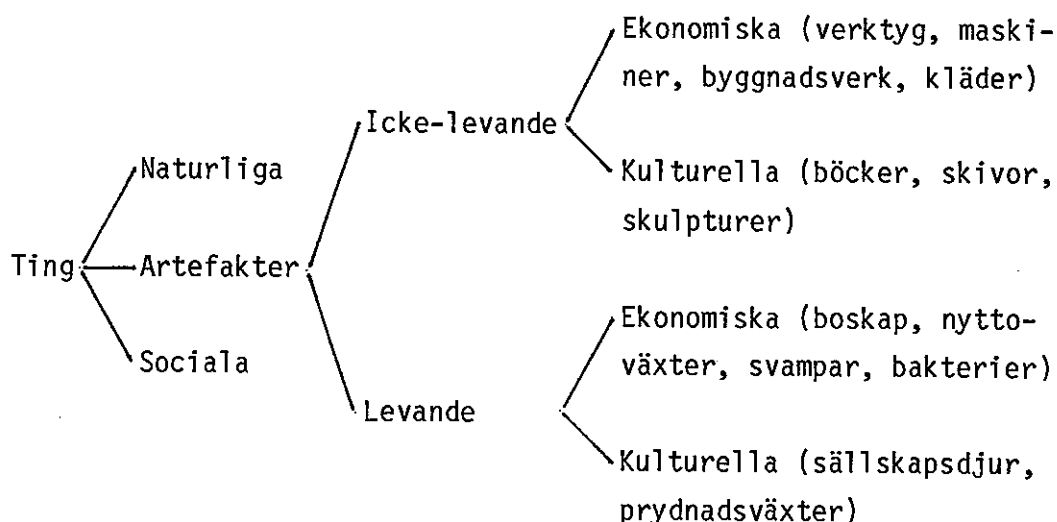 Ekonomiska (verktyg, maski-
ner, byggnadsverk, kläder)
Icke-levande
Naturliga
Kulturella (böcker, skivor,
skulpturer)
Ting
Artefakter
Sociala
Ekonomiska (boskap, nytto-
växter, svampar, bakterier)
Levande
Kulturella (sällskapsdjur,
prydnadsväxter)